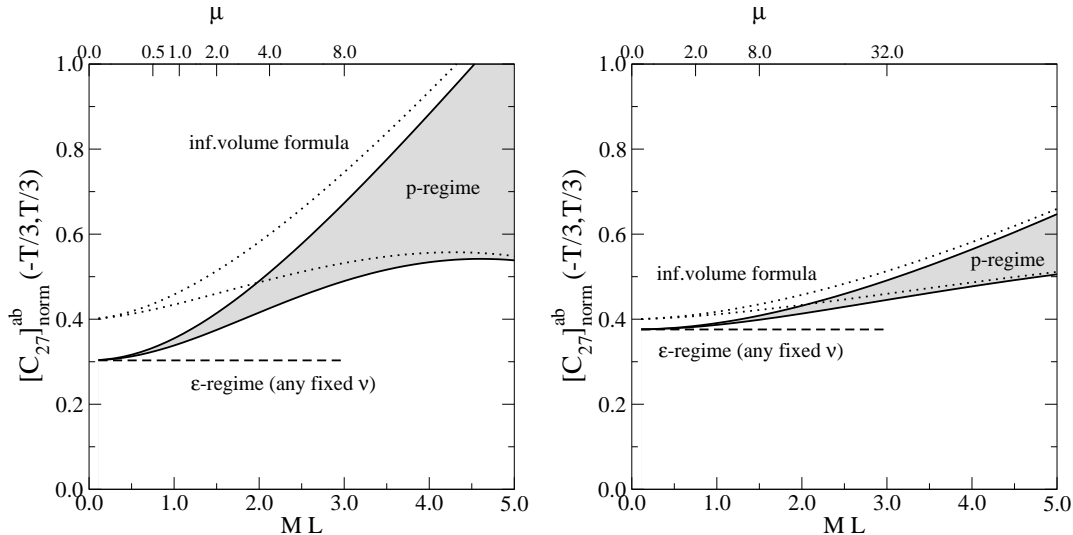 μ
0.0 0.5 1.0 2.0 4.0 8.0
1.0
0.8
0.6
0.4
0.2
0.0
[C27]norm^ab (-T/3,T/3)
inf.volume formula
p-regime
ε-regime (any fixed ν)
0.0 1.0 2.0 3.0 4.0 5.0
M L
μ
0.0 2.0 8.0 32.0
1.0
0.8
0.6
0.4
0.2
0.0
[C27]norm^ab (-T/3,T/3)
inf.volume formula
p-regime
ε-regime (any fixed ν)
0.0 1.0 2.0 3.0 4.0 5.0
M L